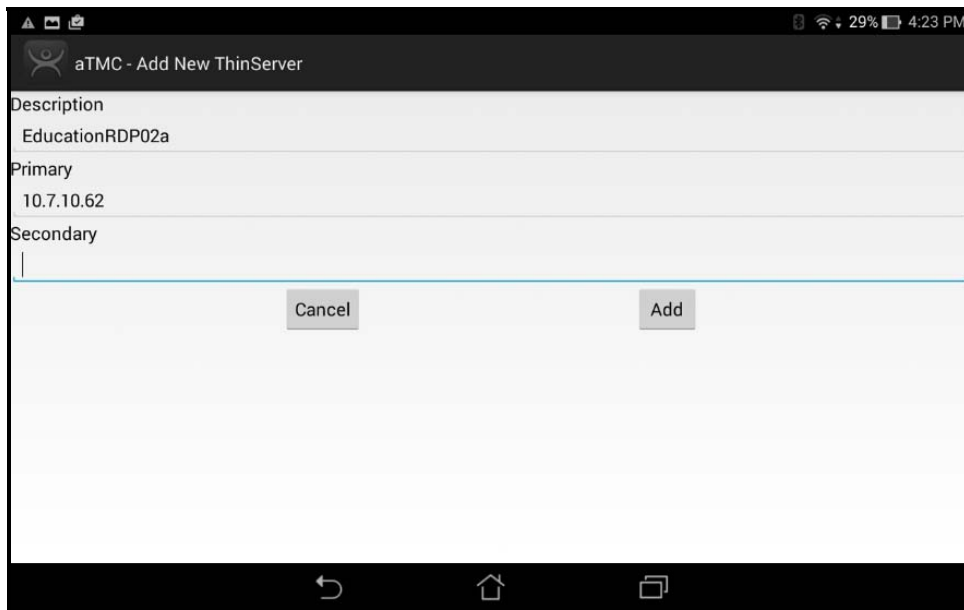 29% 4:23 PM
aTMC - Add New ThinServer
Description
EducationRDP02a
Primary
10.7.10.62
Secondary
Cancel Add